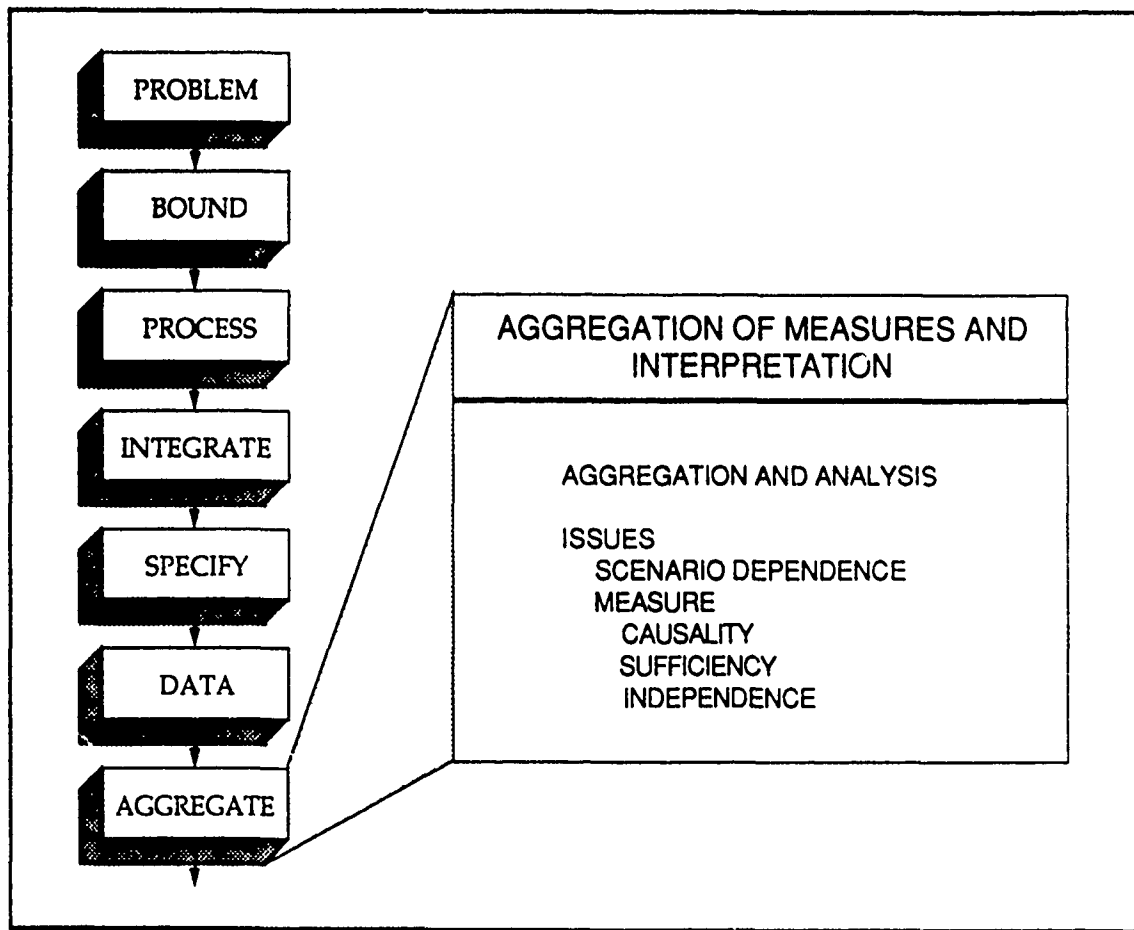 PROBLEM
BOUND
PROCESS
INTEGRATE
SPECIFY
DATA
AGGREGATE
AGGREGATION OF MEASURES AND
INTERPRETATION
AGGREGATION AND ANALYSIS
ISSUES
SCENARIO DEPENDENCE
MEASURE
CAUSALITY
SUFFICIENCY
INDEPENDENCE